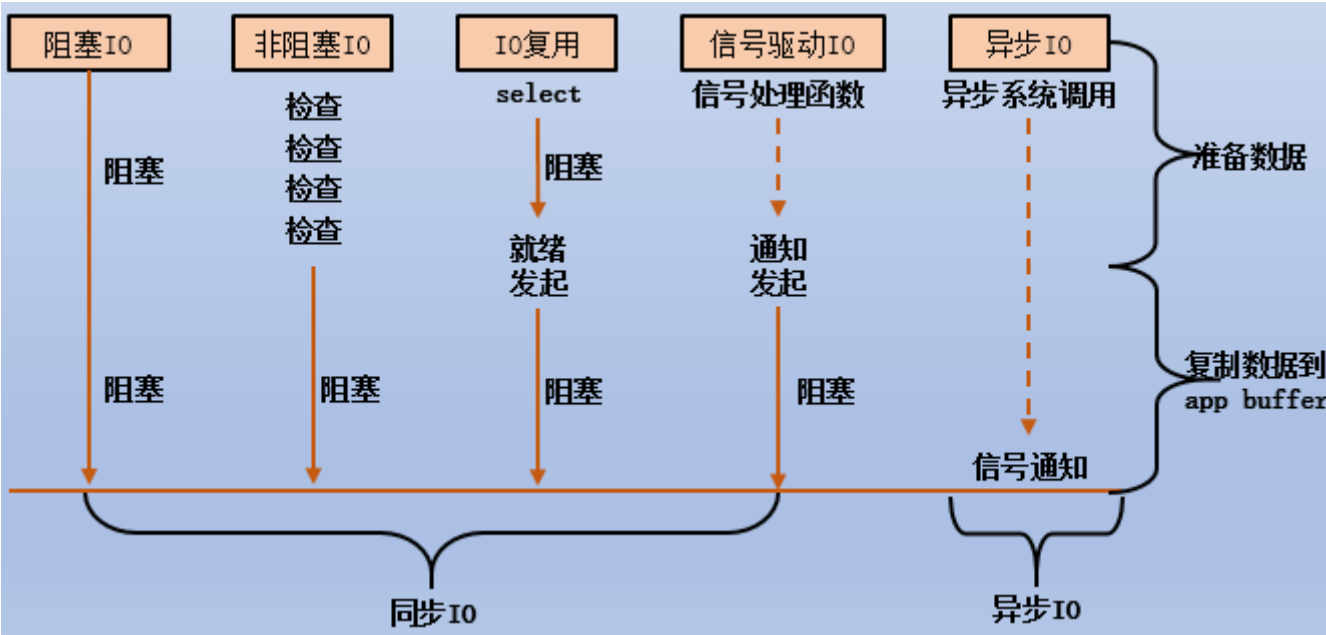 阻塞IO
非阻塞IO
IO复用
信号驱动IO
异步IO
select
信号处理函数
异步系统调用
检查
检查
检查
检查
阻塞
阻塞
准备数据
就绪
发起
通知
发起
阻塞
阻塞
阻塞
阻塞
复制数据到
app buffer
信号通知
同步IO
异步IO